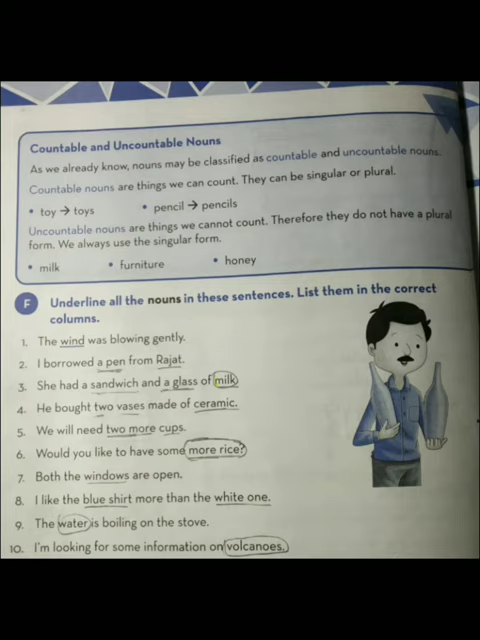 Countable and Uncountable Nouns
As we already know, nouns may be classified as countable and uncountable nouns.
Countable nouns are things we can count. They can be singular or plural.
• toy → toys • pencil → pencils
Uncountable nouns are things we cannot count. Therefore they do not have a plural
form. We always use the singular form.
• milk • furniture • honey
F Underline all the nouns in these sentences. List them in the correct
columns.
1. The wind was blowing gently.
2. I borrowed a pen from Rajat.
3. She had a sandwich and a glass of milk.
4. He bought two vases made of ceramic.
5. We will need two more cups.
6. Would you like to have some more rice?
7. Both the windows are open.
8. I like the blue shirt more than the white one.
9. The water is boiling on the stove.
10. I'm looking for some information on volcanoes.